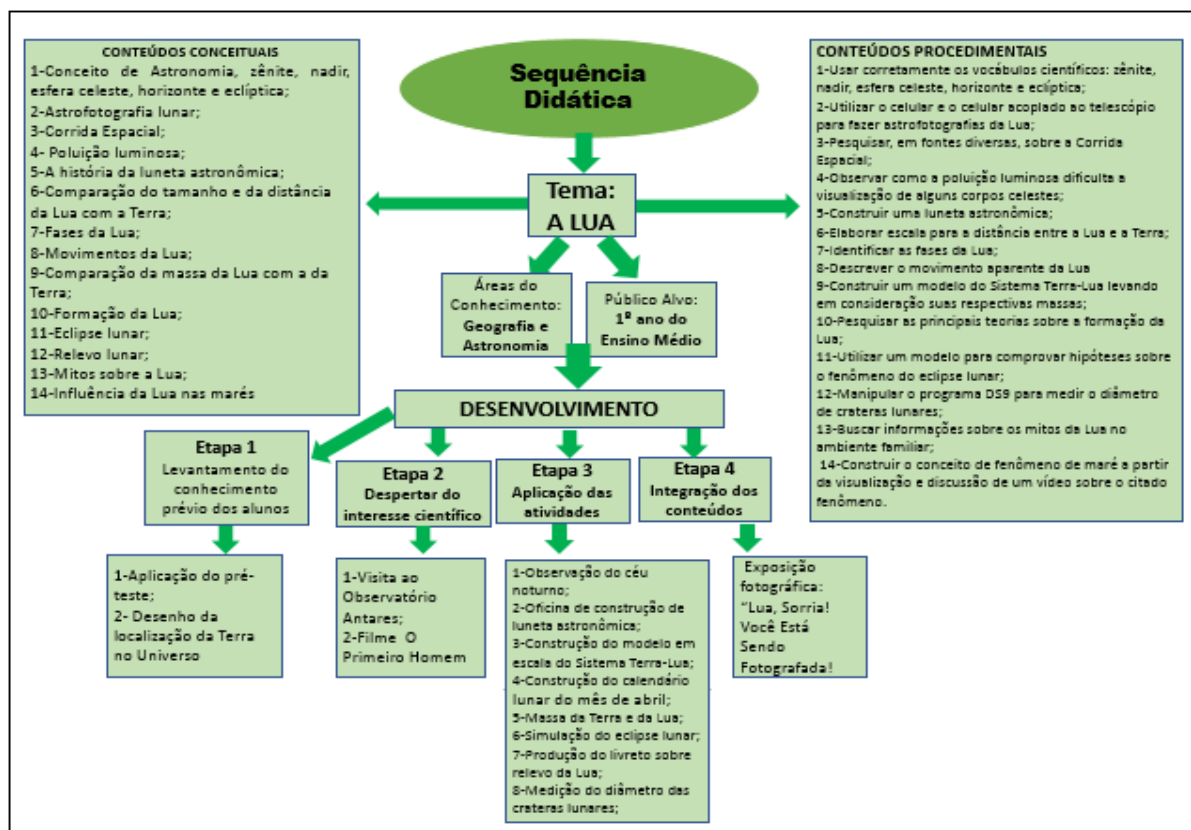 CONTEÚDOS CONCEITUAIS
1-Conceito de Astronomia, zênite, nadir,
esfera celeste, horizonte e eclíptica;
2-Astrofotografia lunar;
3-Corrida Espacial;
4- Poluição luminosa;
5-A história da luneta astronômica;
6-Comparação do tamanho e da distância
da Lua com a Terra;
7-Fases da Lua;
8-Movimentos da Lua;
9-Comparação da massa da Lua com a da
Terra;
10-Formação da Lua;
11-Eclipse lunar;
12-Relevo lunar;
13-Mitos sobre a Lua;
14-Influência da Lua nas marés
Sequência
Didática
Tema:
A LUA
Áreas do
Conhecimento:
Geografia e
Astronomia
Público Alvo:
1º ano do
Ensino Médio
CONTEÚDOS PROCEDIMENTAIS
1-Usar corretamente os vocábulos científicos: zênite,
nadir, esfera celeste, horizonte e eclíptica;
2-Utilizar o celular e o celular acoplado ao telescópio
para fazer astrofotografias da Lua;
3-Pesquisar, em fontes diversas, sobre a Corrida
Espacial;
4-Observar como a poluição luminosa dificulta a
visualização de alguns corpos celestes;
5-Construir uma luneta astronômica;
6-Elaborar escala para a distância entre a Lua e a Terra;
7-Identificar as fases da Lua;
8-Descrever o movimento aparente da Lua
9-Construir um modelo do Sistema Terra-Lua levando
em consideração suas respectivas massas;
10-Pesquisar as principais teorias sobre a formação da
Lua;
11-Utilizar um modelo para comprovar hipóteses sobre
o fenômeno do eclipse lunar;
12-Manipular o programa DS9 para medir o diâmetro
de crateras lunares;
13-Buscar informações sobre os mitos da Lua no
ambiente familiar;
14-Construir o conceito de fenômeno de maré a partir
da visualização e discussão de um vídeo sobre o citado
fenômeno.
DESENVOLVIMENTO
Etapa 1
Levantamento do
conhecimento
prévio dos alunos
Etapa 2
Despertar do
interesse científico
Etapa 3
Aplicação das
atividades
Etapa 4
Integração dos
conteúdos
1-Aplicação do pré-
teste;
2- Desenho da
localização da Terra
no Universo
1-Visita ao
Observatório
Antares;
2-Filme O
Primeiro Homem
1-Observação do céu
noturno;
2-Oficina de construção de
luneta astronômica;
3-Construção do modelo em
escala do Sistema Terra-Lua;
4-Construção do calendário
lunar do mês de abril;
5-Massa da Terra e da Lua;
6-Simulação do eclipse lunar;
7-Produção do livreto sobre
relevo da Lua;
8-Medição do diâmetro das
crateras lunares;
Exposição
fotográfica:
"Lua, Sorria!
Você Está
Sendo
Fotografada!